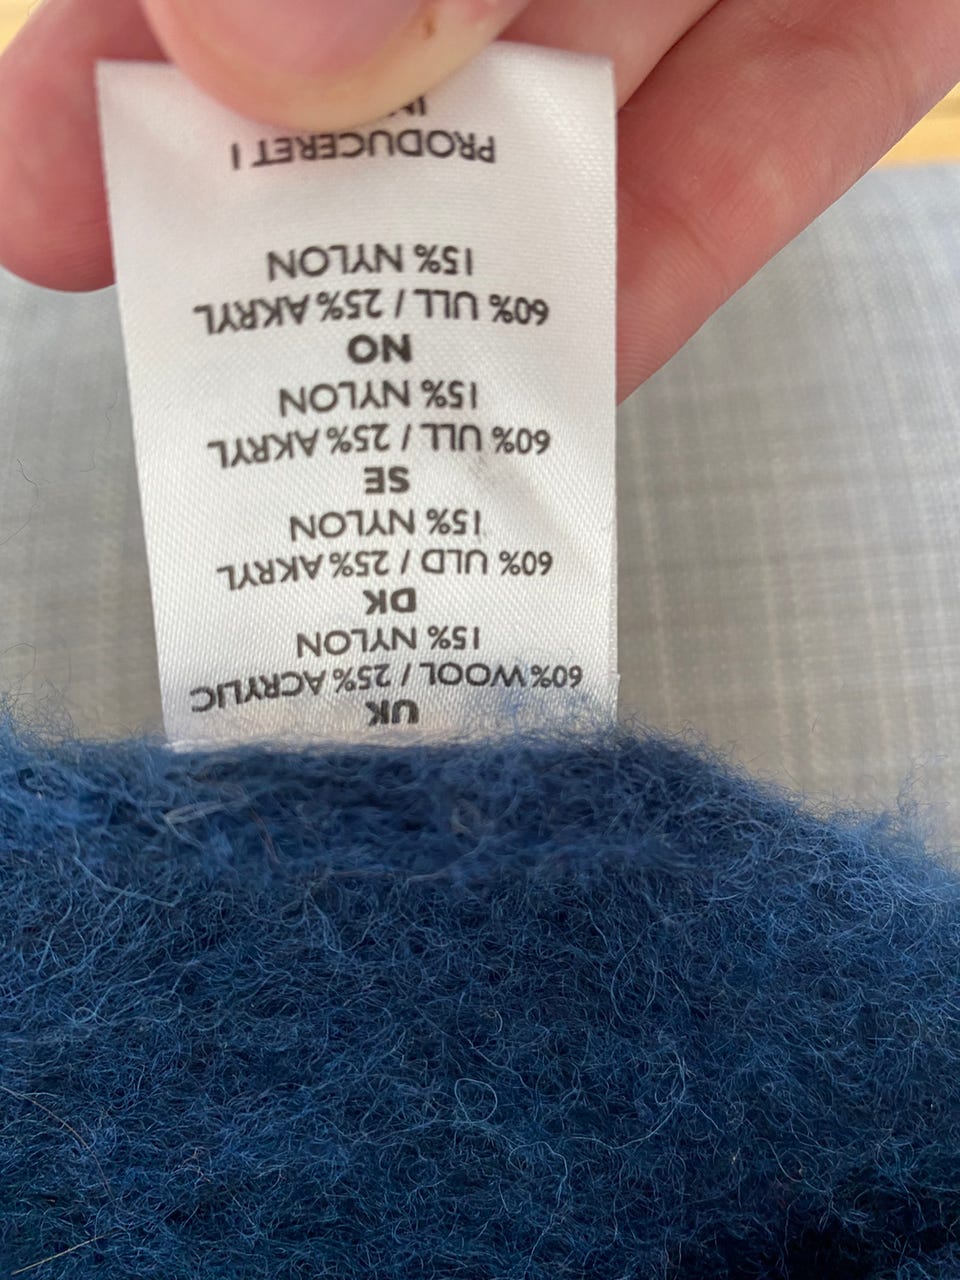 UK
60% WOOL / 25% ACRYLIC
15% NYLON
DK
60% ULD / 25% AKRYL
15% NYLON
SE
60% ULL / 25% AKRYL
15% NYLON
NO
60% ULL / 25% AKRYL
15% NYLON
PRODUCERET I